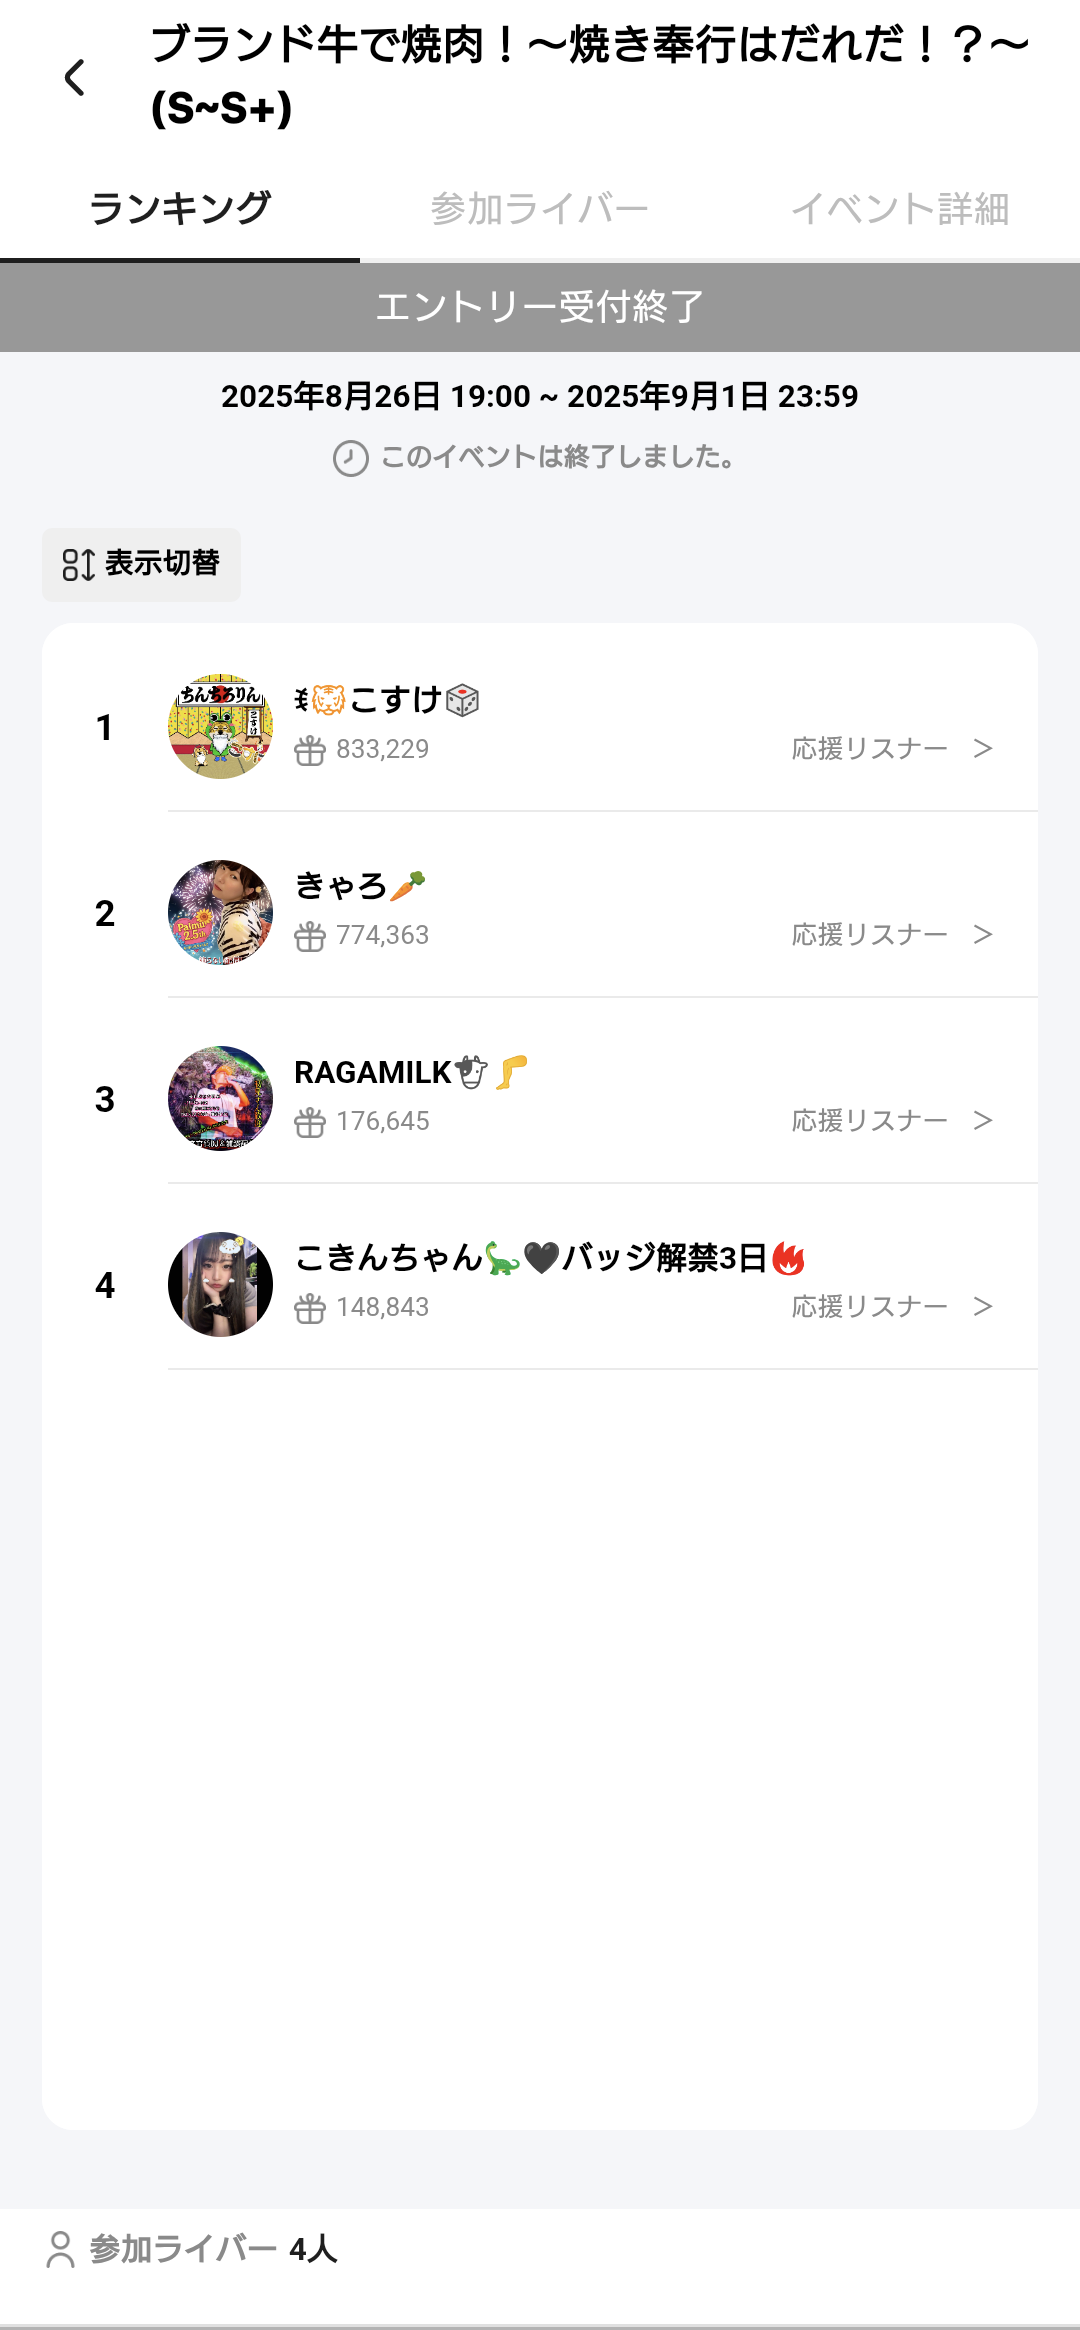 ブランド牛で焼肉！〜焼き奉行はだれだ！？〜
(S~S+)
ランキング 参加ライバー イベント詳細
エントリー受付終了
2025年8月26日 19:00 ~ 2025年9月1日 23:59
このイベントは終了しました。
表示切替
1
ちんちろりん
こすけ
🐯こすけ🎲
833,229 応援リスナー >
2
Palmu
2.5th
きゃろ🥕
774,363 応援リスナー >
3
RAGAMILK🐮🦵
176,645 応援リスナー >
4
こきんちゃん🦕🖤バッジ解禁3日🔥
148,843 応援リスナー >
参加ライバー 4人